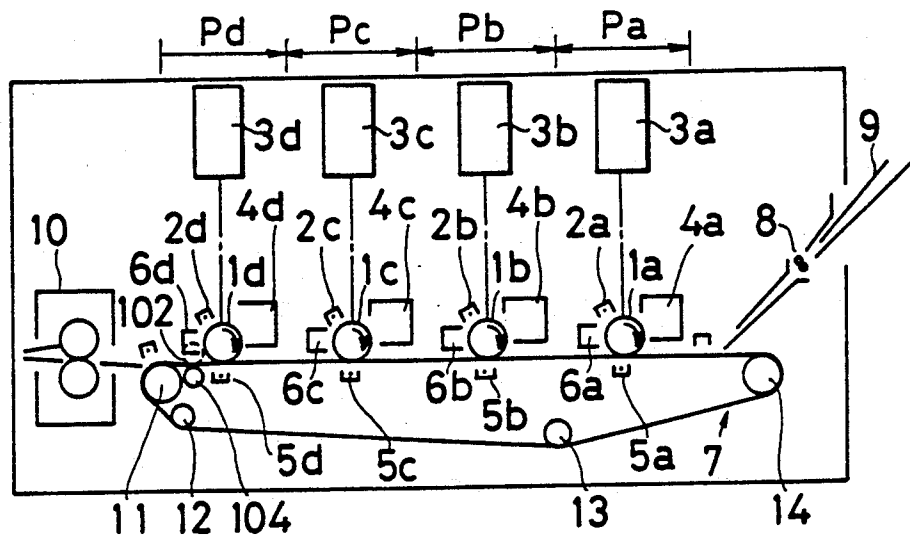 Pd Pc Pb Pa
3d 3c 3b 3a 9
2d 4d 2c 4c 2b 4b 2a 4a 8
10 6d 1d 1c 1b 1a
102
6c 6b 6a
5b
5d 5c 5a 7
11 12 104 13 14